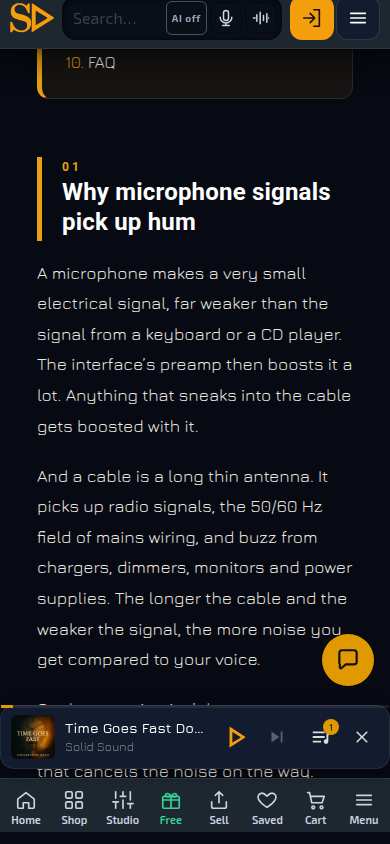 SD
Search...
AI off
10. FAQ
01
Why microphone signals
pick up hum
A microphone makes a very small
electrical signal, far weaker than the
signal from a keyboard or a CD player.
The interface's preamp then boosts it a
lot. Anything that sneaks into the cable
gets boosted with it.
And a cable is a long thin antenna. It
picks up radio signals, the 50/60 Hz
field of mains wiring, and buzz from
chargers, dimmers, monitors and power
supplies. The longer the cable and the
weaker the signal, the more noise you
get compared to your voice.
TIME GOES
FAST
Time Goes Fast Do...
Solid Sound
1
that cancels the noise on the way.
Home
Shop
Studio
Free
Sell
Saved
Cart
Menu